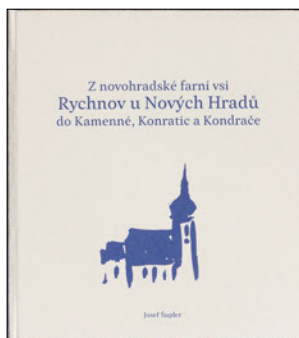 Z novohradské farní vsi
Rychnov u Nových Hradů
do Kamenné, Konratic a Kondrače
Josef Šupler